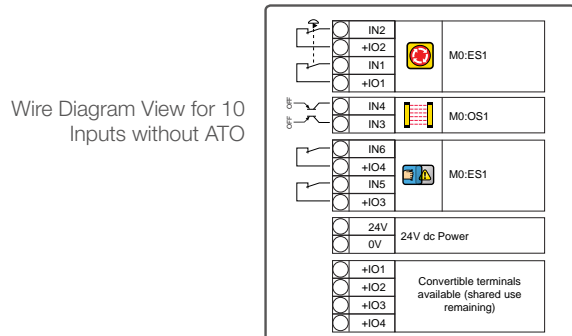 Wire Diagram View for 10
Inputs without ATO
IN2
+IO2
IN1
+IO1
M0:ES1
OFF
OFF
IN4
IN3
M0:OS1
IN6
+IO4
IN5
+IO3
M0:ES1
24V
0V
24V dc Power
+IO1
+IO2
+IO3
+IO4
Convertible terminals
available (shared use
remaining)